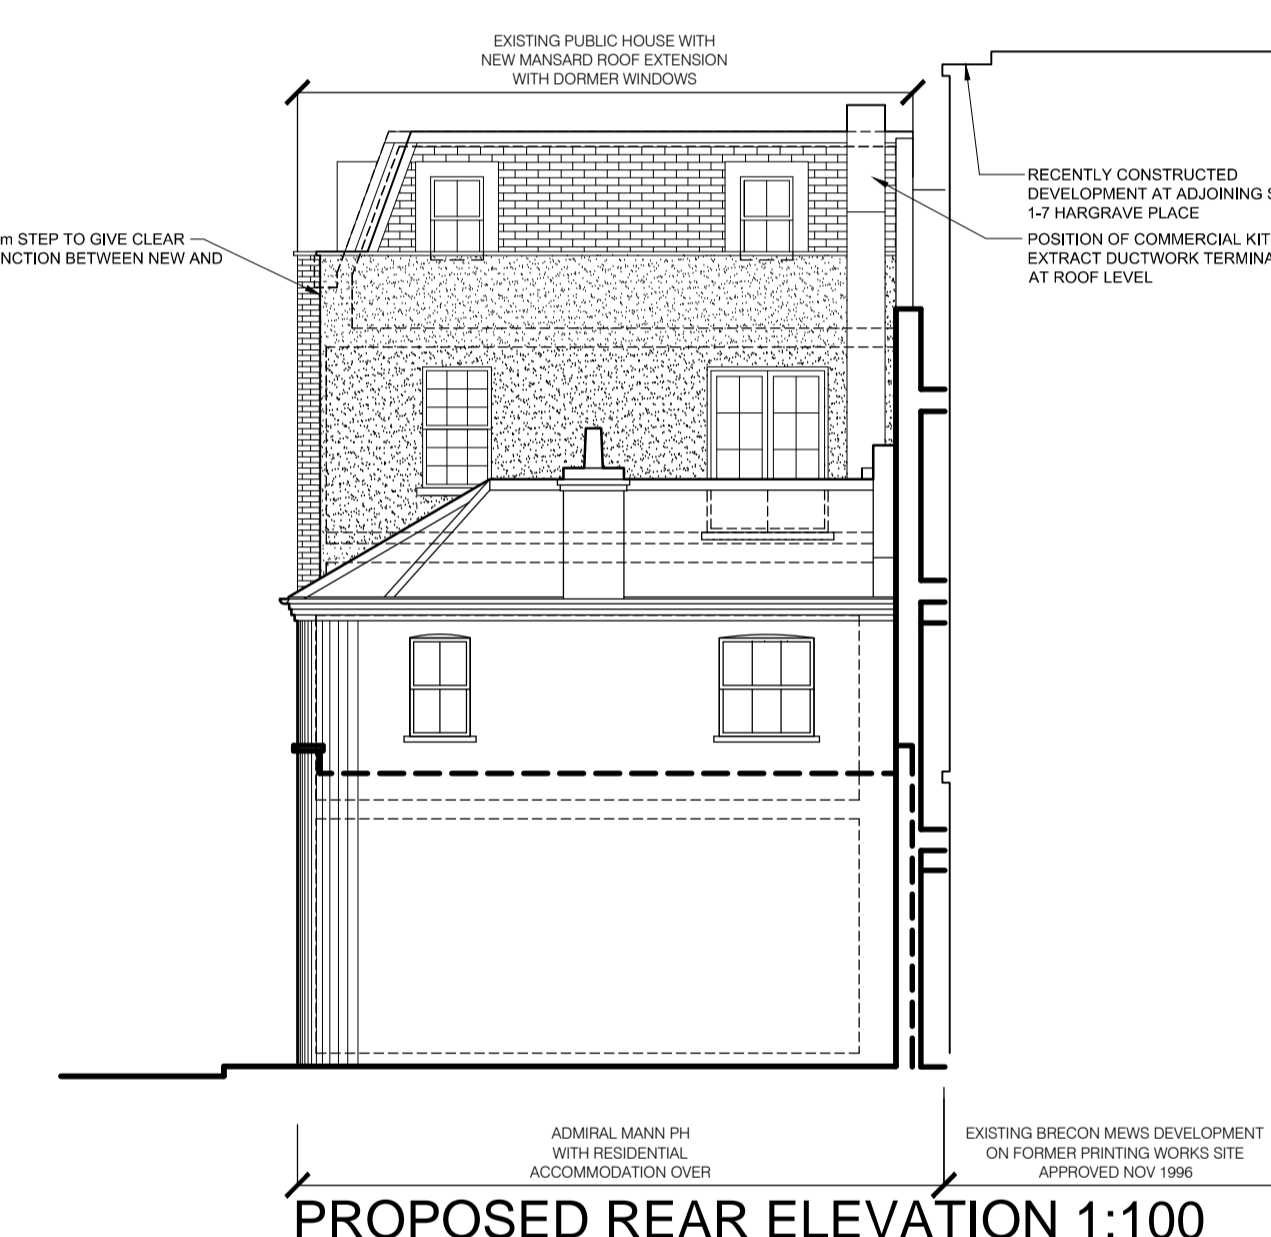 EXISTING PUBLIC HOUSE WITH
NEW MANSARD ROOF EXTENSION
WITH DORMER WINDOWS
RECENTLY CONSTRUCTED
DEVELOPMENT AT ADJOINING
1-7 HARGRAVE PLACE
POSITION OF COMMERCIAL KIT
EXTRACT DUCTWORK TERMINA
AT ROOF LEVEL
m STEP TO GIVE CLEAR
NCTION BETWEEN NEW AND
ADMIRAL MANN PH
WITH RESIDENTIAL
ACCOMMODATION OVER
EXISTING BRECON MEWS DEVELOPMENT
ON FORMER PRINTING WORKS SITE
APPROVED NOV 1996
PROPOSED REAR ELEVATION 1:100